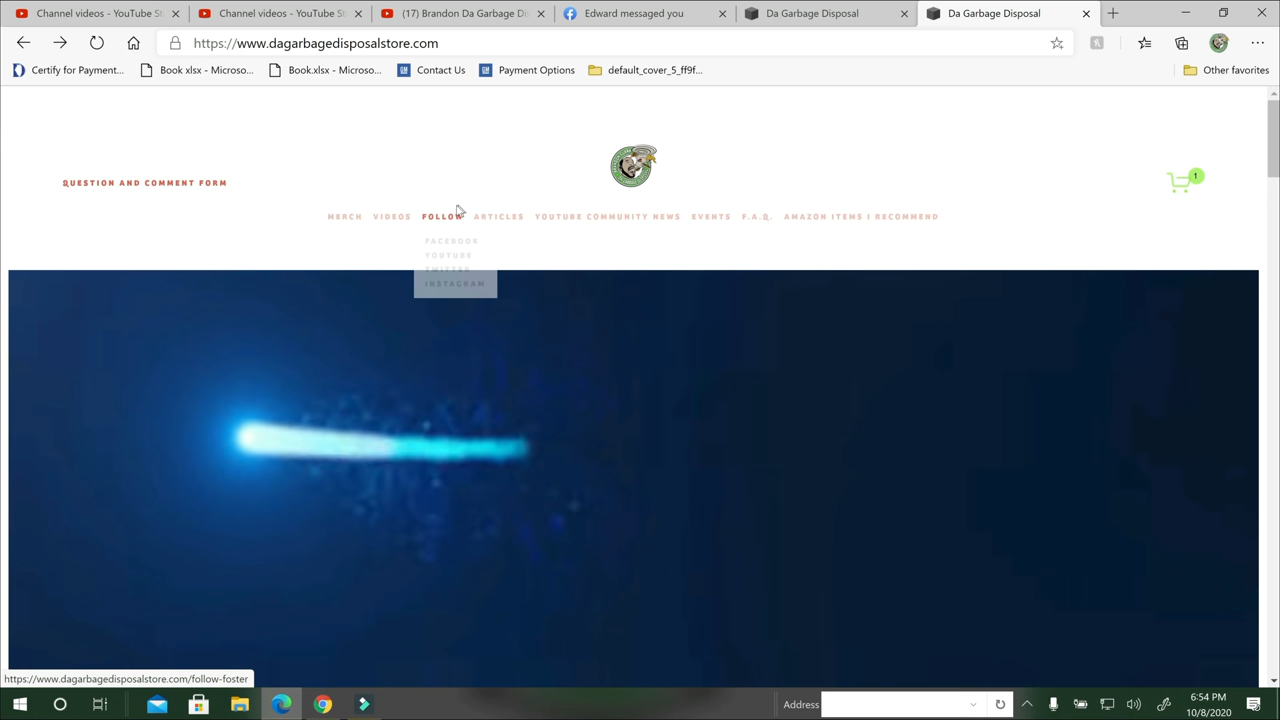 Channel videos - YouTube St
Channel videos - YouTube St
(17) Brandon Da Garbage Di
Edward messaged you
Da Garbage Disposal
Da Garbage Disposal
https://www.dagarbagedisposalstore.com
Certify for Payment...
Book xlsx - Microso...
Book.xlsx - Microso...
Contact Us
Payment Options
default_cover_5_ff9f...
Other favorites
QUESTION AND COMMENT FORM
1
MERCH VIDEOS FOLLOW ARTICLES YOUTUBE COMMUNITY NEWS EVENTS F.A.Q. AMAZON ITEMS I RECOMMEND
FACEBOOK
YOUTUBE
TWITTER
INSTAGRAM
https://www.dagarbagedisposalstore.com/follow-foster
Address
6:54 PM
10/8/2020